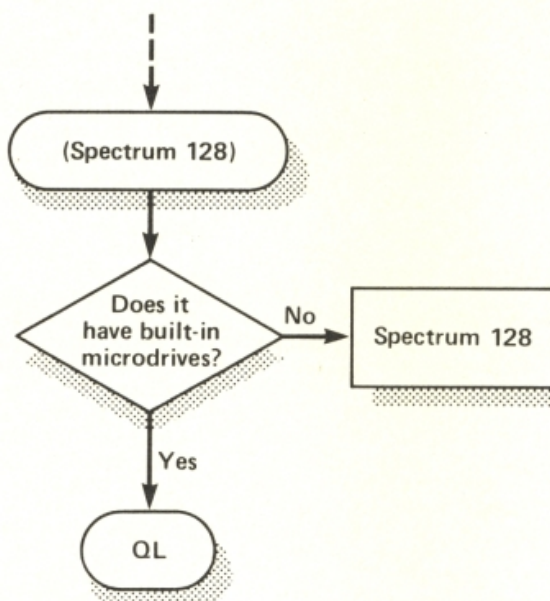 (Spectrum 128)
Does it
have built-in
microdrives?
No
Spectrum 128
Yes
QL